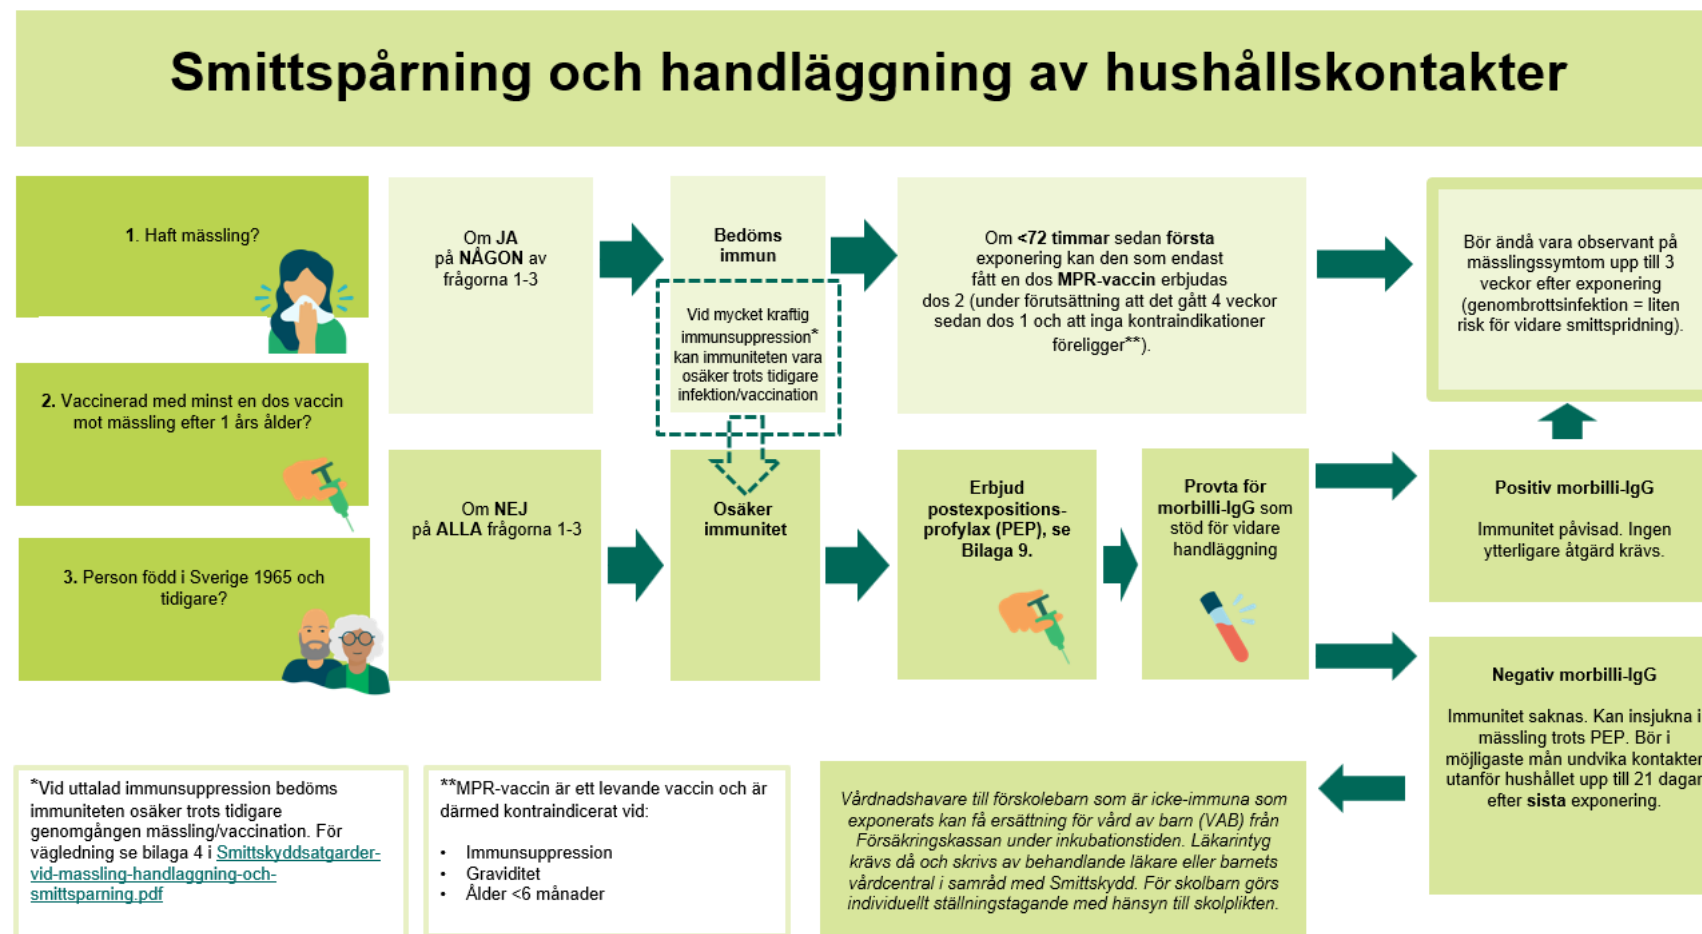 Smittspårning och handläggning av hushållskontakter
1. Haft mässling?
2. Vaccinerad med minst en dos vaccin
mot mässling efter 1 års ålder?
3. Person född i Sverige 1965 och
tidigare?
Om JA
på NÅGON av
frågorna 1-3
Bedöms
immun
Vid mycket kraftig
immunsuppression*
kan immuniteten vara
osäker trots tidigare
infektion/vaccination
Om <72 timmar sedan första
exponering kan den som endast
fått en dos MPR-vaccin erbjudas
dos 2 (under förutsättning att det gått 4 veckor
sedan dos 1 och att inga kontraindikationer
föreligger**).
Bör ändå vara observant på
mässlingssymtom upp till 3
veckor efter exponering
(genombrottsinfektion = liten
risk för vidare smittspridning).
Om NEJ
på ALLA frågorna 1-3
Osäker
immunitet
Erbjud
postexpositions-
profylax (PEP), se
Bilaga 9.
Provta för
morbilli-IgG som
stöd för vidare
handläggning
Positiv morbilli-IgG
Immunitet påvisad. Ingen
ytterligare åtgärd krävs.
Negativ morbilli-IgG
Immunitet saknas. Kan insjukna i
mässling trots PEP. Bör i
möjligaste mån undvika kontakter
utanför hushållet upp till 21 dagar
efter sista exponering.
*Vid uttalad immunsuppression bedöms
immuniteten osäker trots tidigare
genomgången mässling/vaccination. För
vägledning se bilaga 4 i Smittskyddsatgarder-
vid-massling-handlaggning-och-
smittsparning.pdf
**MPR-vaccin är ett levande vaccin och är
därmed kontraindicerat vid:
• Immunsuppression
• Graviditet
• Ålder <6 månader
Vårdnadshavare till förskolebarn som är icke-immuna som
exponerats kan få ersättning för vård av barn (VAB) från
Försäkringskassan under inkubationstiden. Läkarintyg
krävs då och skrivs av behandlande läkare eller barnets
vårdcentral i samråd med Smittskydd. För skolbarn görs
individuellt ställningstagande med hänsyn till skolplikten.